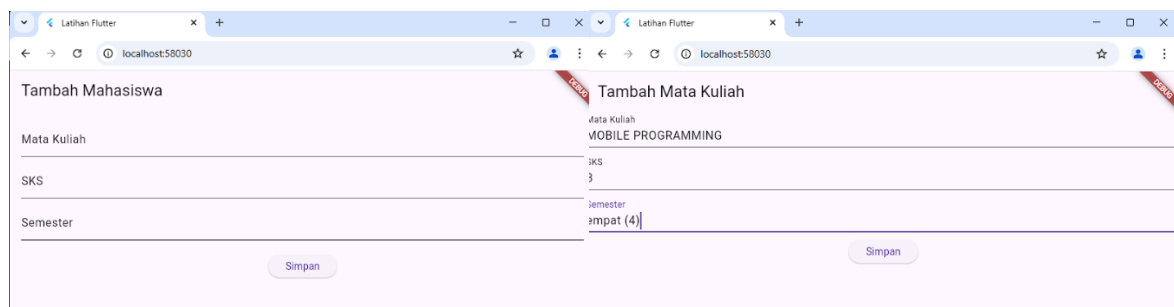 Latihan Flutter
localhost:58030
DEBUG
Tambah Mahasiswa
Mata Kuliah
SKS
Semester
Simpan
Latihan Flutter
localhost:58030
DEBUG
Tambah Mata Kuliah
Mata Kuliah
MOBILE PROGRAMMING
SKS
3
Semester
empat (4)
Simpan